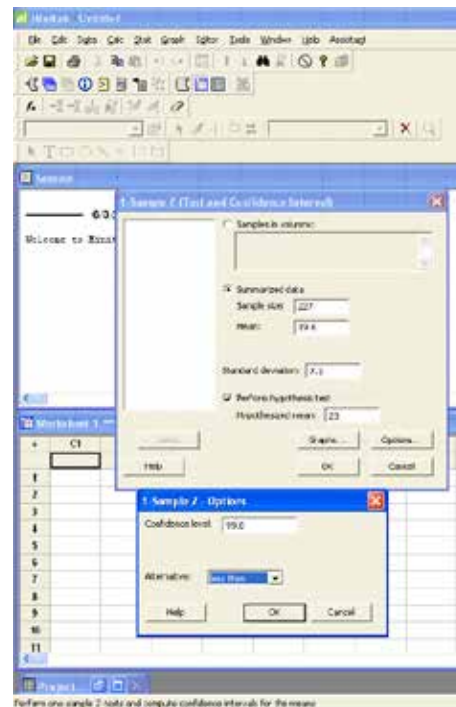 Minitab - Untitled
File Edit Data Calc Stat Graph Editor Tools Window Help Assistant
Session
6/3
Welcome to Minit
1-Sample Z (Test and Confidence Interval)
Samples in columns:
Summarized data
Sample size: 227
Mean: 19.6
Standard deviation:
Perform hypothesis test
Hypothesized mean: 23
Graphs... Options...
Help OK Cancel
Worksheet 1 ***
C1
1
2
3
4
5
6
7
8
9
10
11
1-Sample Z - Options
Confidence level: 99.0
Alternative: less than
Help OK Cancel
Project...
Perform one sample Z-tests and compute confidence intervals for the means